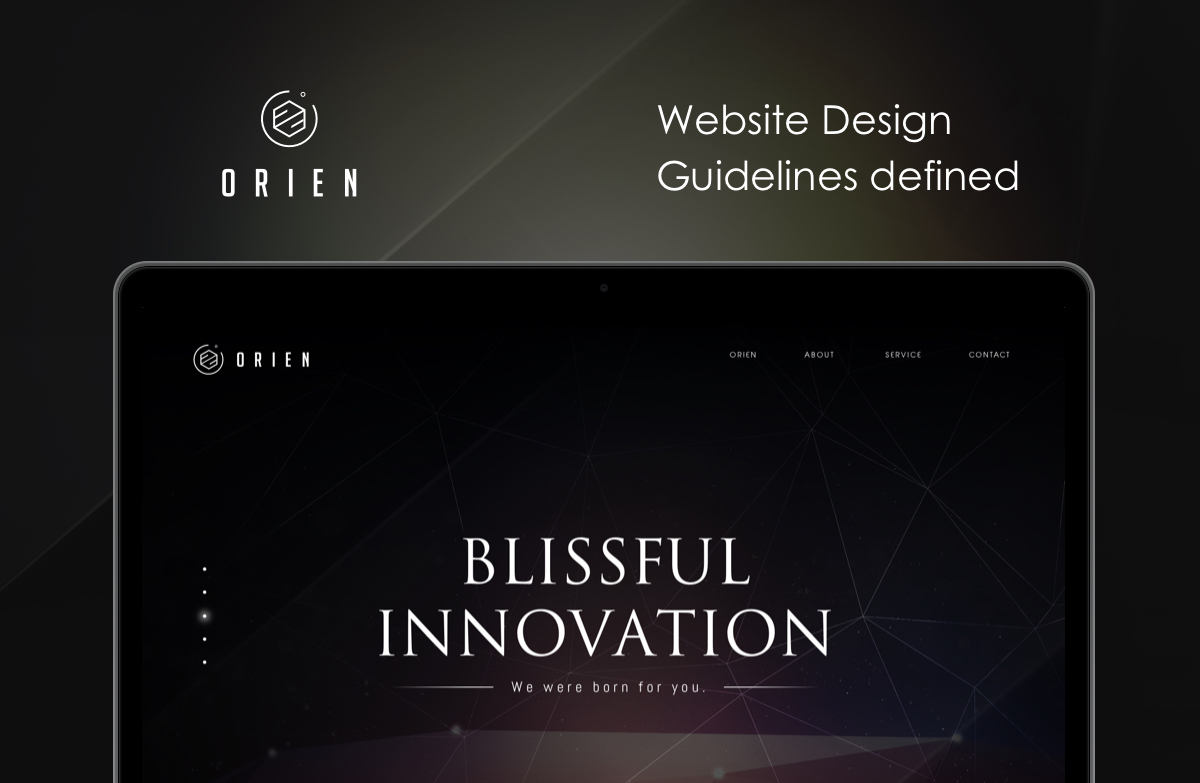 ORIEN
Website Design
Guidelines defined
ORIEN
ORIEN ABOUT SERVICE CONTACT
BLISSFUL
INNOVATION
We were born for you.